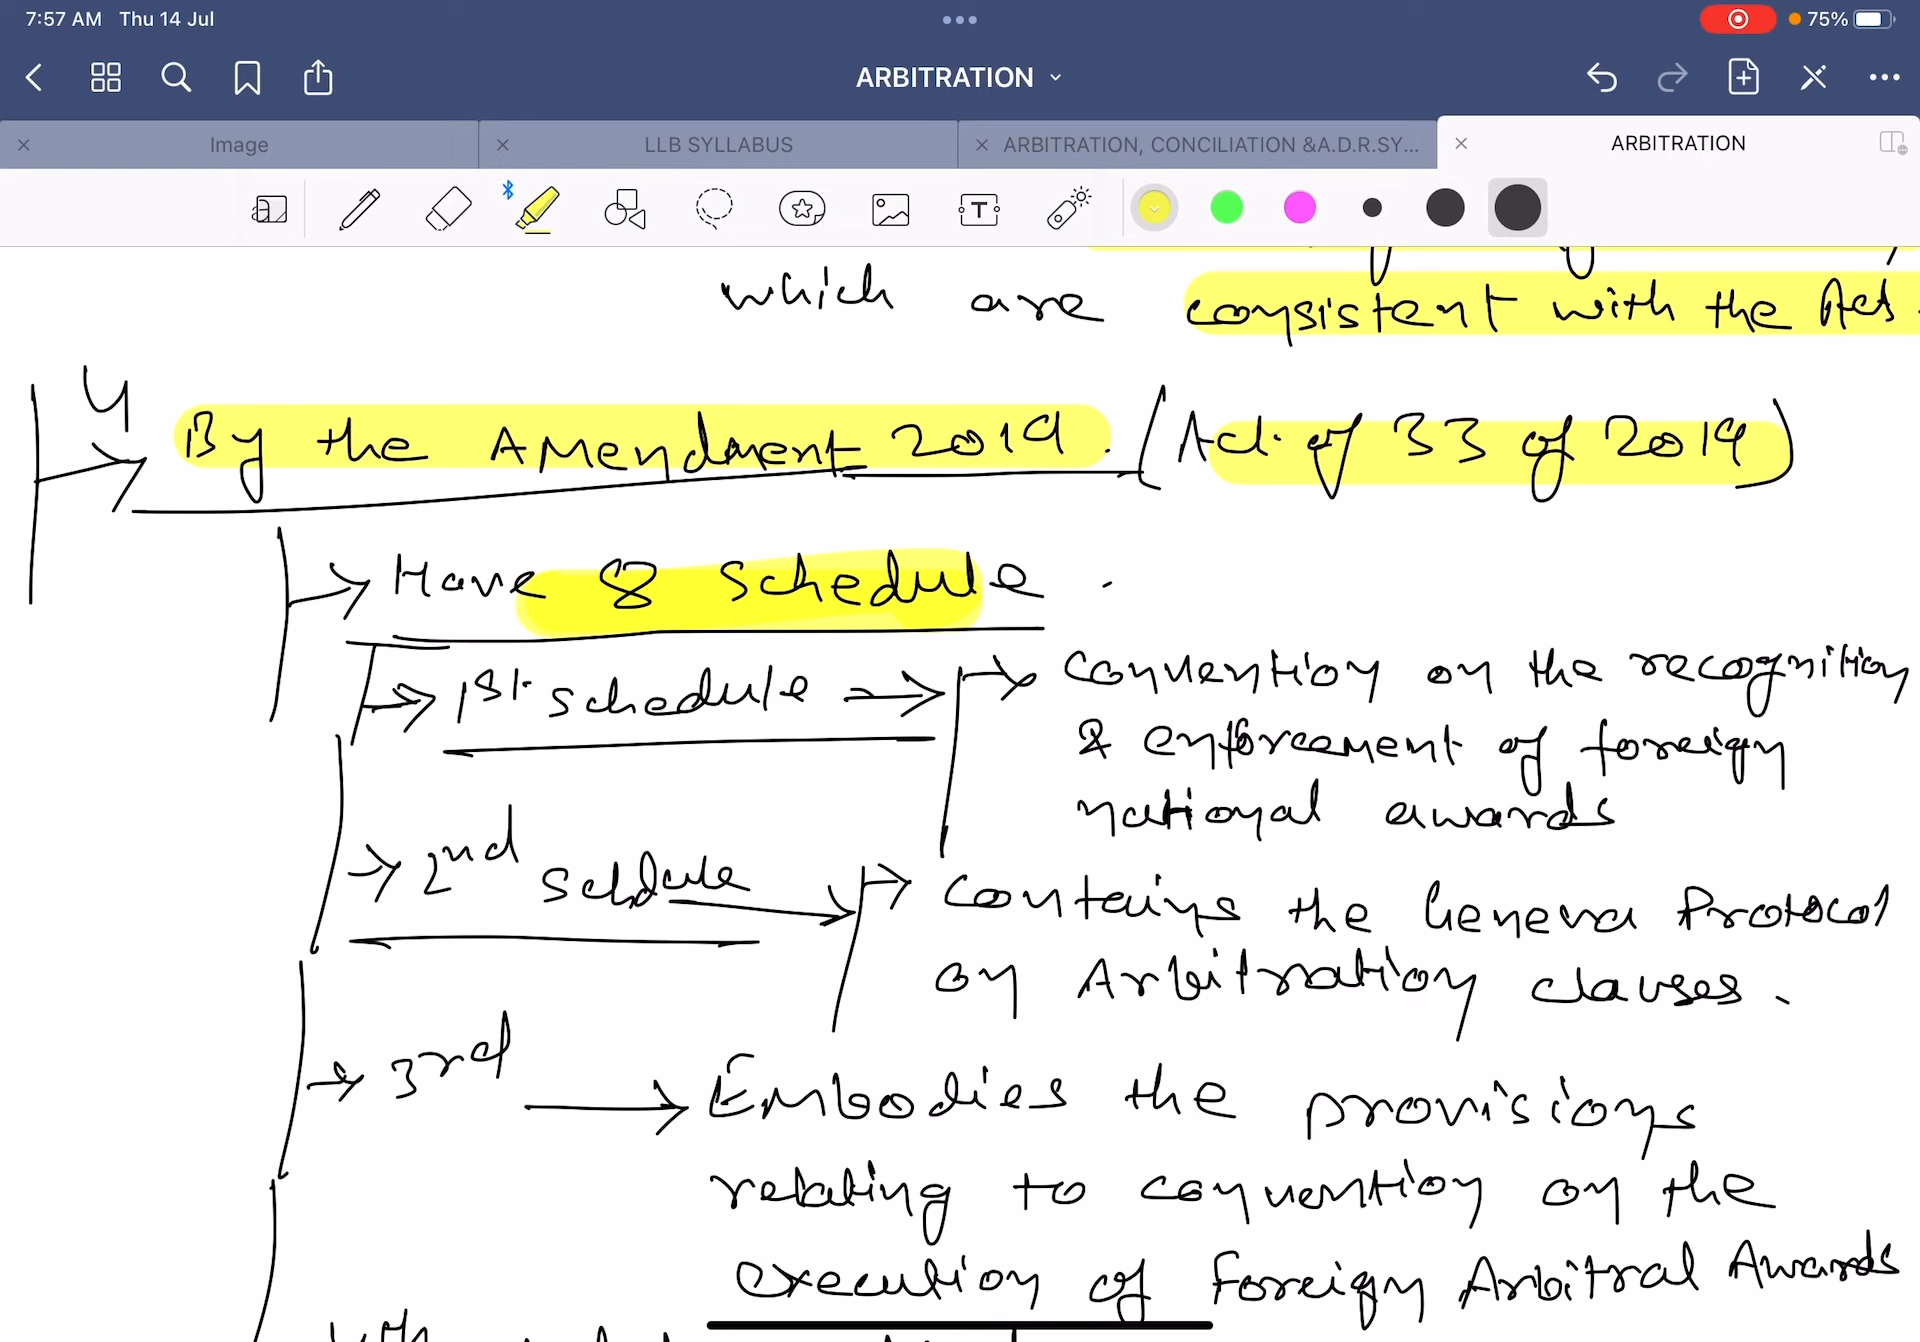 7:57 AM Thu 14 Jul
75%
ARBITRATION
Image
LLB SYLLABUS
ARBITRATION, CONCILIATION &A.D.R.SY...
ARBITRATION
which are consistent with the Act.
4
By the Amendment 2019. (Act of 33 of 2019)
Have 8 schedule.
1st schedule → convention on the recognition
& enforcement of foreign
national awards
→ 2nd → contains the Geneva Protocol
on Arbitration clauses.
→ 3rd → Embodies the provisions
relating to convention on the
execution of Foreign Arbitral Awards